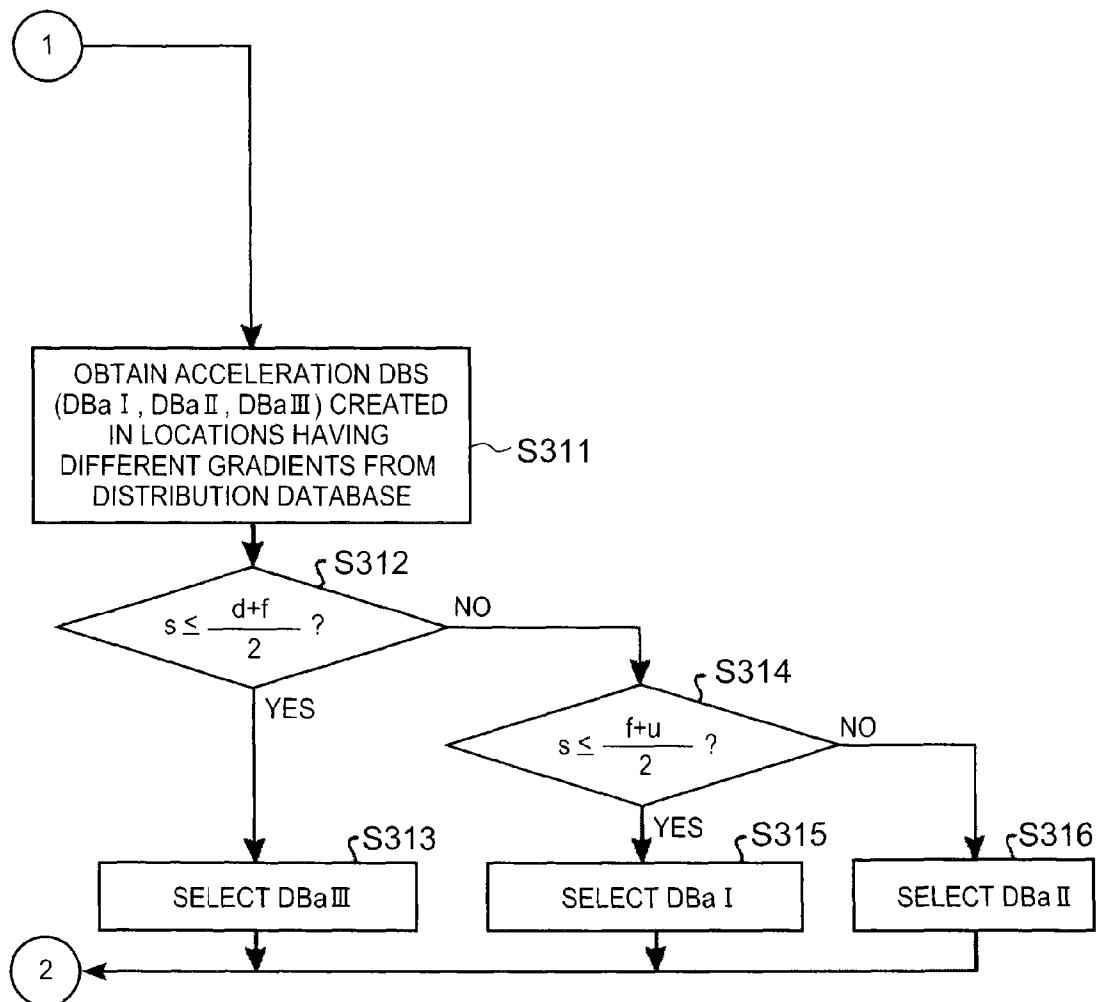 1
OBTAIN ACCELERATION DBS
(DBa I , DBa II, DBa III) CREATED
IN LOCATIONS HAVING
DIFFERENT GRADIENTS FROM
DISTRIBUTION DATABASE
S311
S312
s ≤ d+f/2 ?
NO
YES
S314
s ≤ f+u/2 ?
NO
YES
S313
SELECT DBa III
S315
SELECT DBa I
S316
SELECT DBa II
2